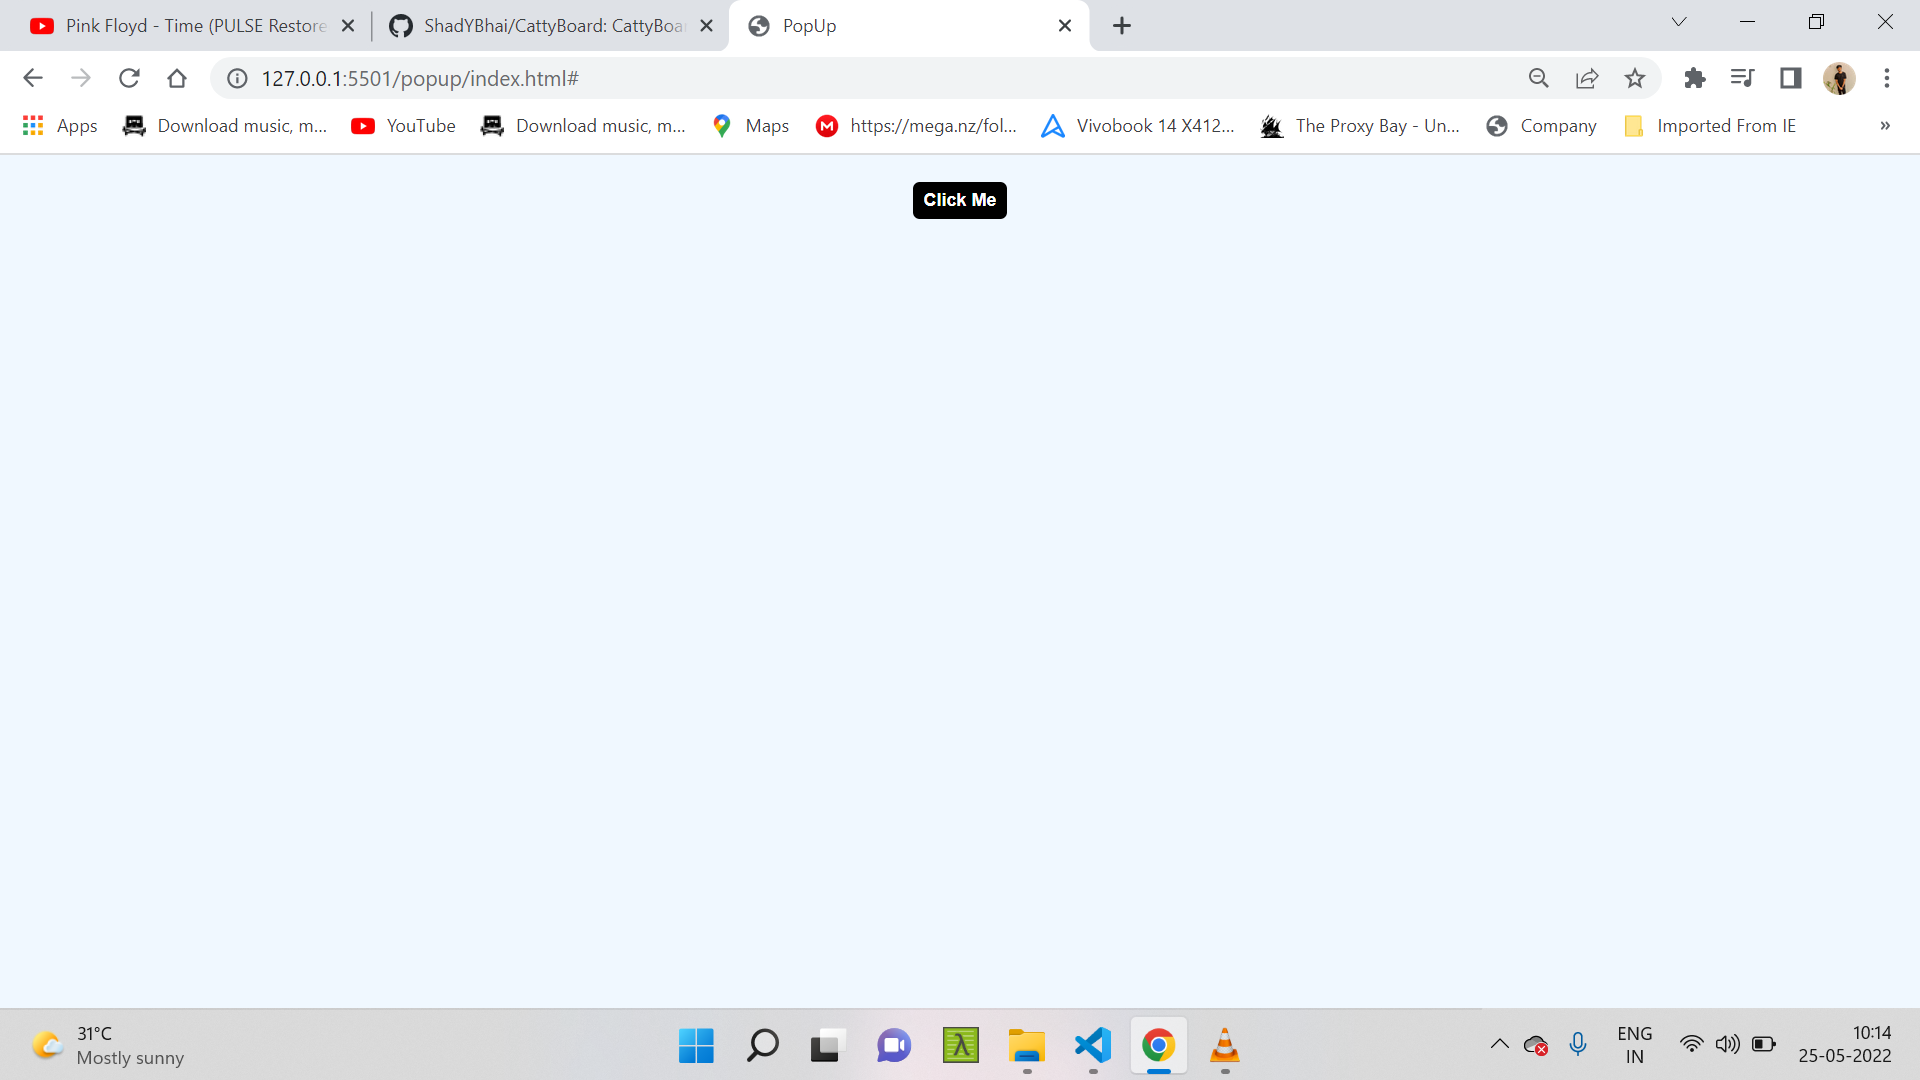 Pink Floyd - Time (PULSE Restore
ShadYBhai/CattyBoard: CattyBoar
PopUp
127.0.0.1:5501/popup/index.html#
Apps
Download music, m...
YouTube
Download music, m...
Maps
https://mega.nz/fol...
Vivobook 14 X412...
The Proxy Bay - Un...
Company
Imported From IE
»
Click Me
31°C
Mostly sunny
ENG
IN
10:14
25-05-2022